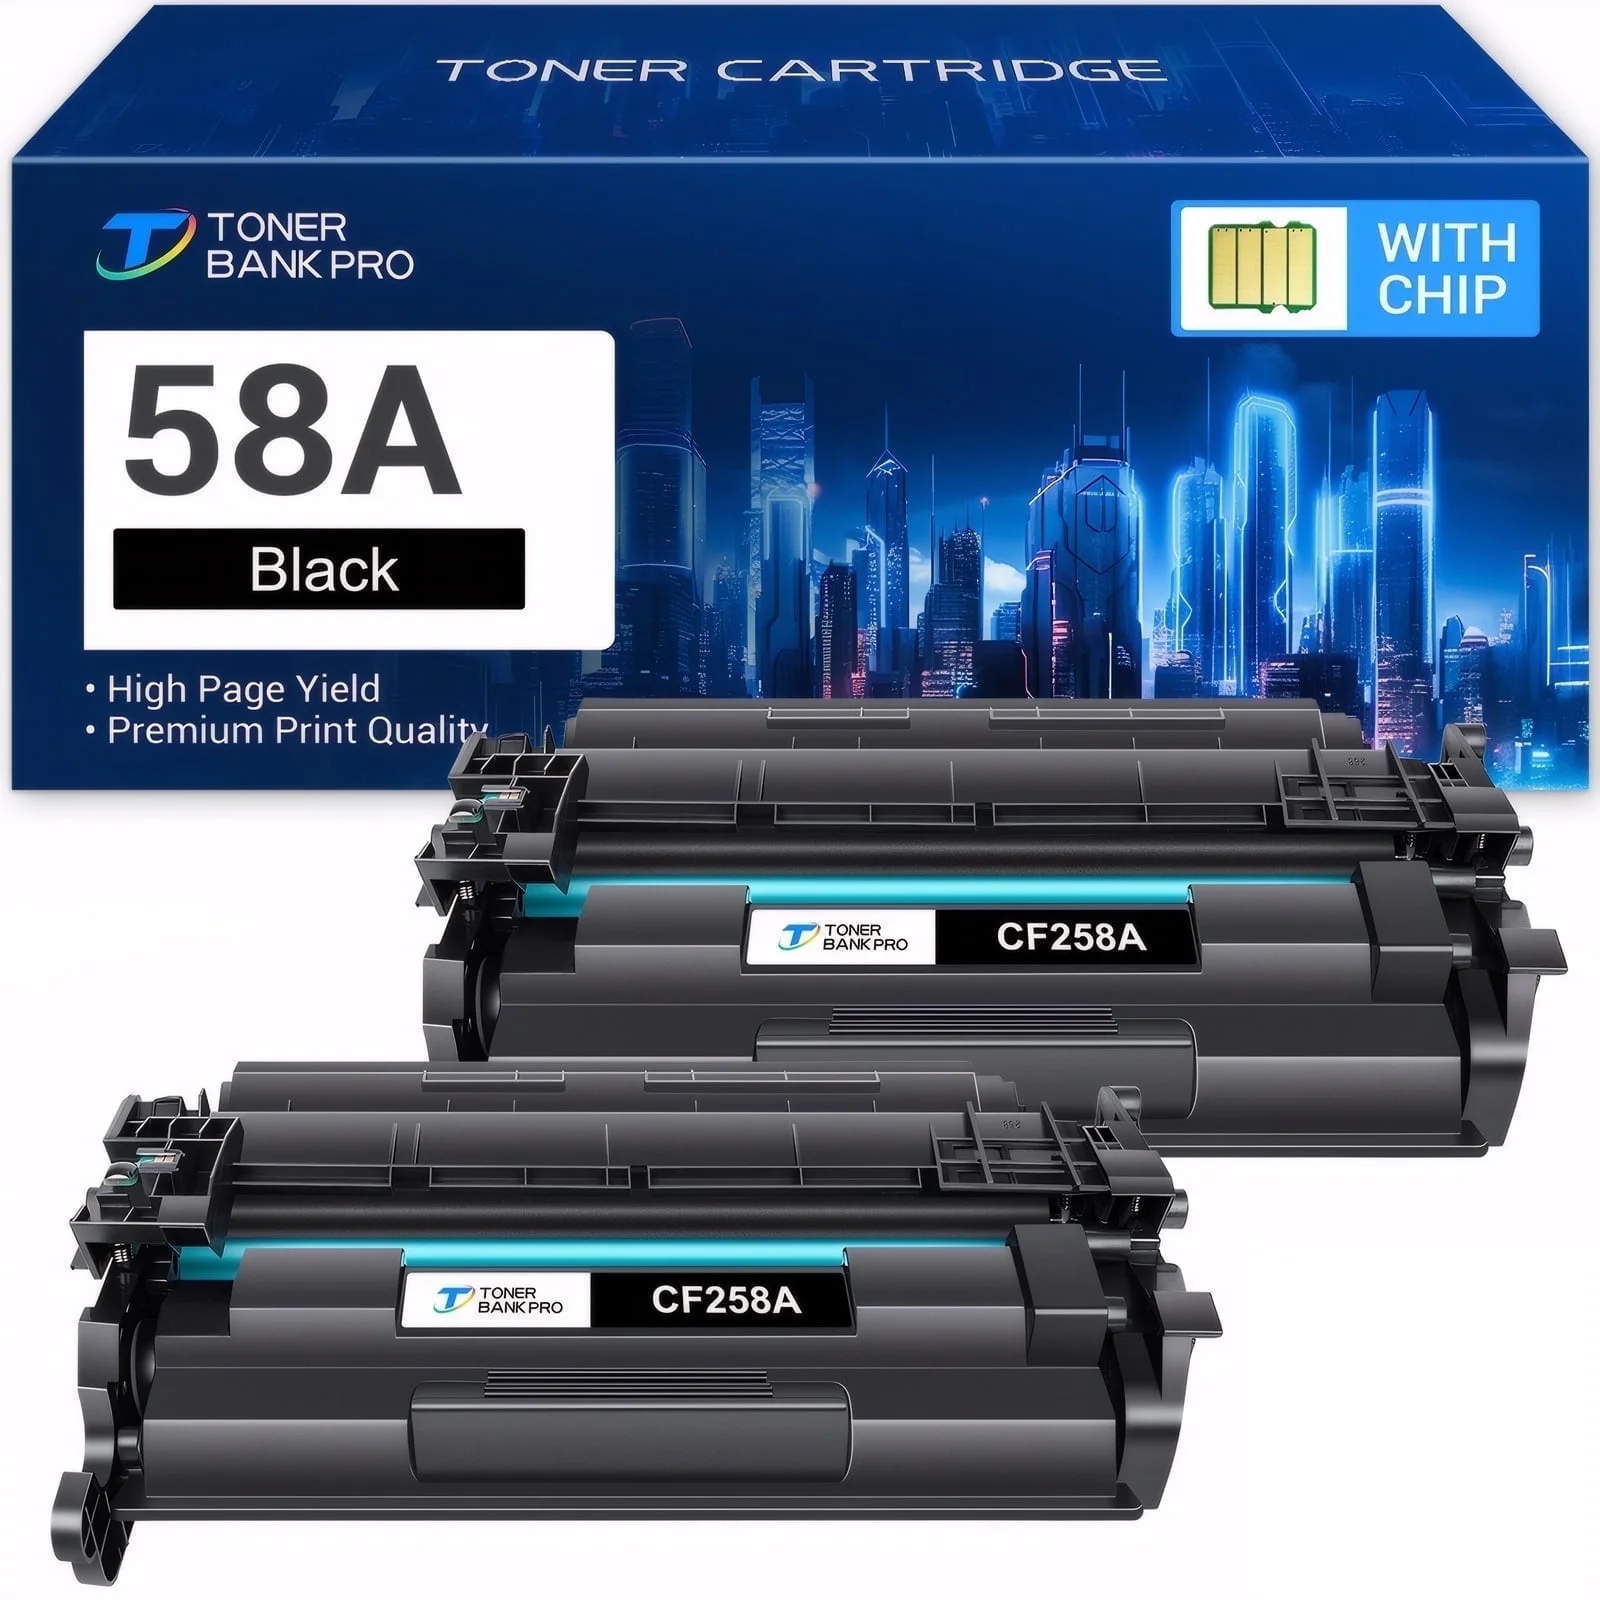 TONER CARTRIDGE
TONER
BANK PRO
WITH
CHIP
58A
Black
• High Page Yield
• Premium Print Quality
TONER
BANK PRO
CF258A
TONER
BANK PRO
CF258A